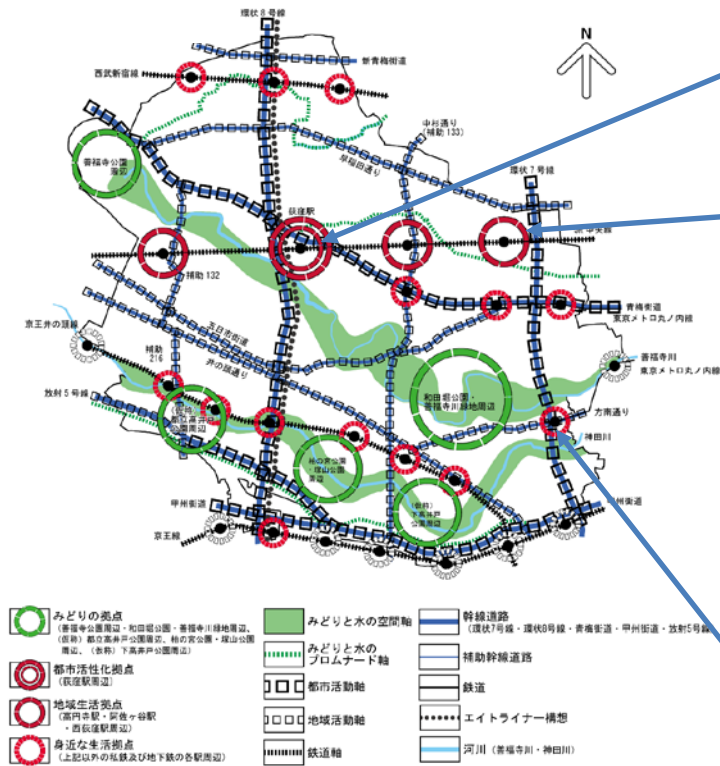 環状8号線
新青梅街道
西武新宿線
N
中村通り
(補助133)
早稲田通り
環状7号線
善福寺公園
周辺
荻窪駅
JR中央線
補助132
青梅街道
東京メトロ丸ノ内線
五日市街道
京王井の頭線
補助
216
井の頭通り
善福寺川
東京メトロ丸ノ内線
放射5号線
和田堀公園・
善福寺川緑地周辺
方南通り
(仮称)
都立高井戸
公園周辺
神田川
柏の宮公園
・塚山公園
周辺
(仮称)
下高井戸
公園周辺
甲州街道
甲州街道
京王線
みどりの拠点
(善福寺公園周辺・和田堀公園・善福寺川緑地周辺、
(仮称)都立高井戸公園周辺、柏の宮公園・塚山公園
周辺、(仮称)下高井戸公園周辺)
都市活性化拠点
(荻窪駅周辺)
地域生活拠点
(高円寺駅・阿佐ヶ谷駅
・西荻窪駅周辺)
身近な生活拠点
(上記以外の私鉄及び地下鉄の各駅周辺)
みどりと水の空間軸
みどりと水の
プロムナード軸
都市活動軸
地域活動軸
鉄道軸
幹線道路
(環状7号線・環状8号線・青梅街道・甲州街道・放射5号線)
補助幹線道路
鉄道
エイトライナー構想
河川(善福寺川・神田川)